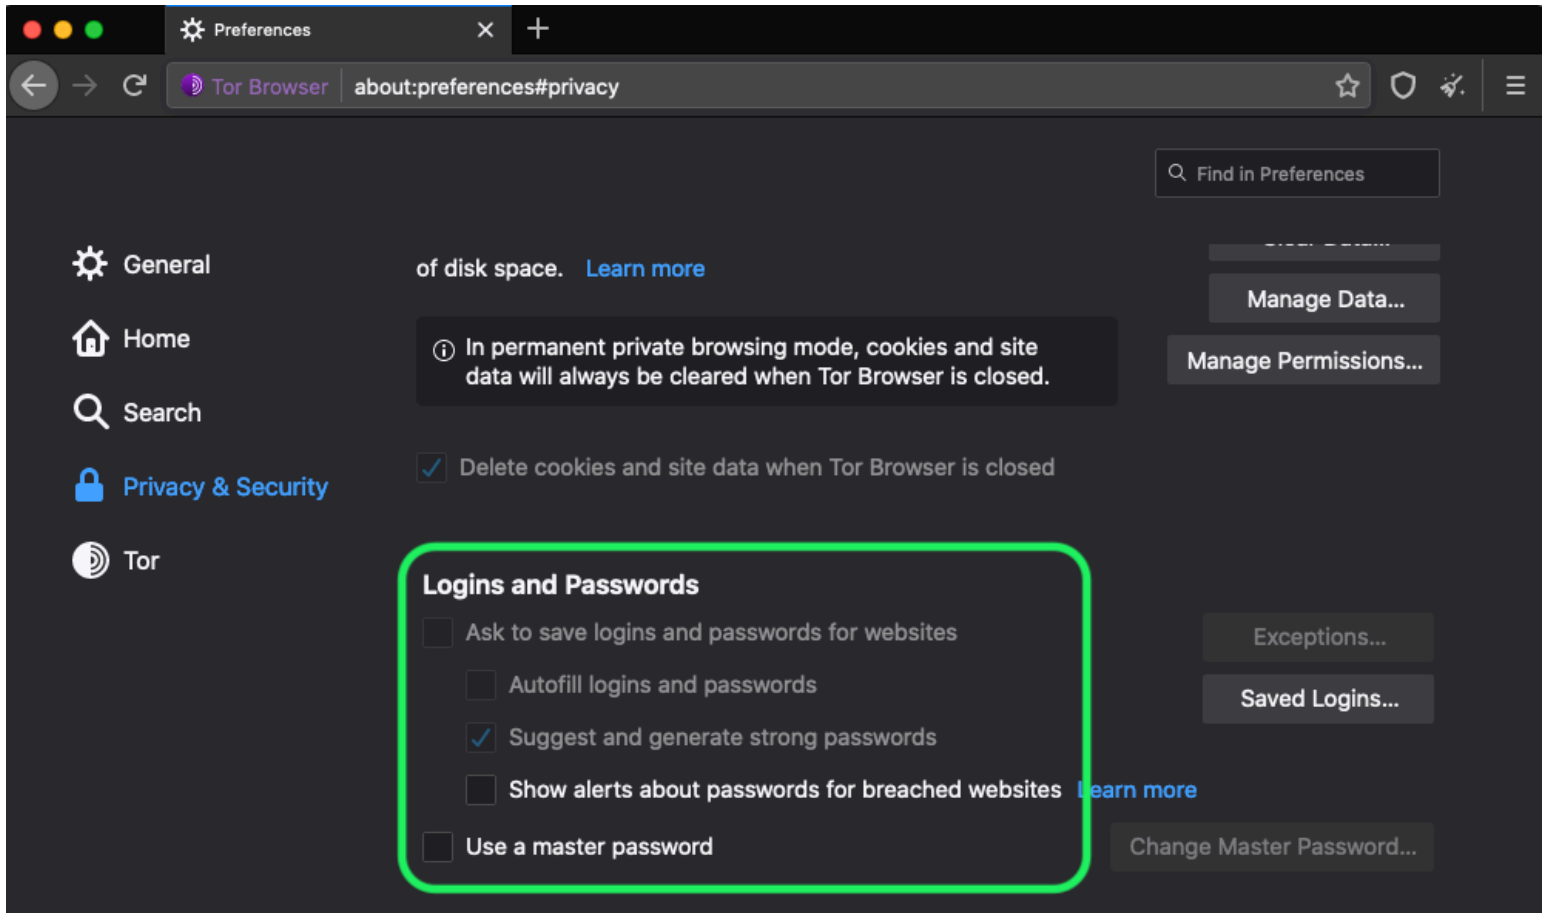 Preferences
Tor Browser about:preferences#privacy
Find in Preferences
General
Home
Search
Privacy & Security
Tor
of disk space. Learn more
Clear Data...
Manage Data...
Manage Permissions...
In permanent private browsing mode, cookies and site
data will always be cleared when Tor Browser is closed.
Delete cookies and site data when Tor Browser is closed
Logins and Passwords
Ask to save logins and passwords for websites
Exceptions...
Autofill logins and passwords
Saved Logins...
Suggest and generate strong passwords
Show alerts about passwords for breached websites Learn more
Use a master password
Change Master Password...